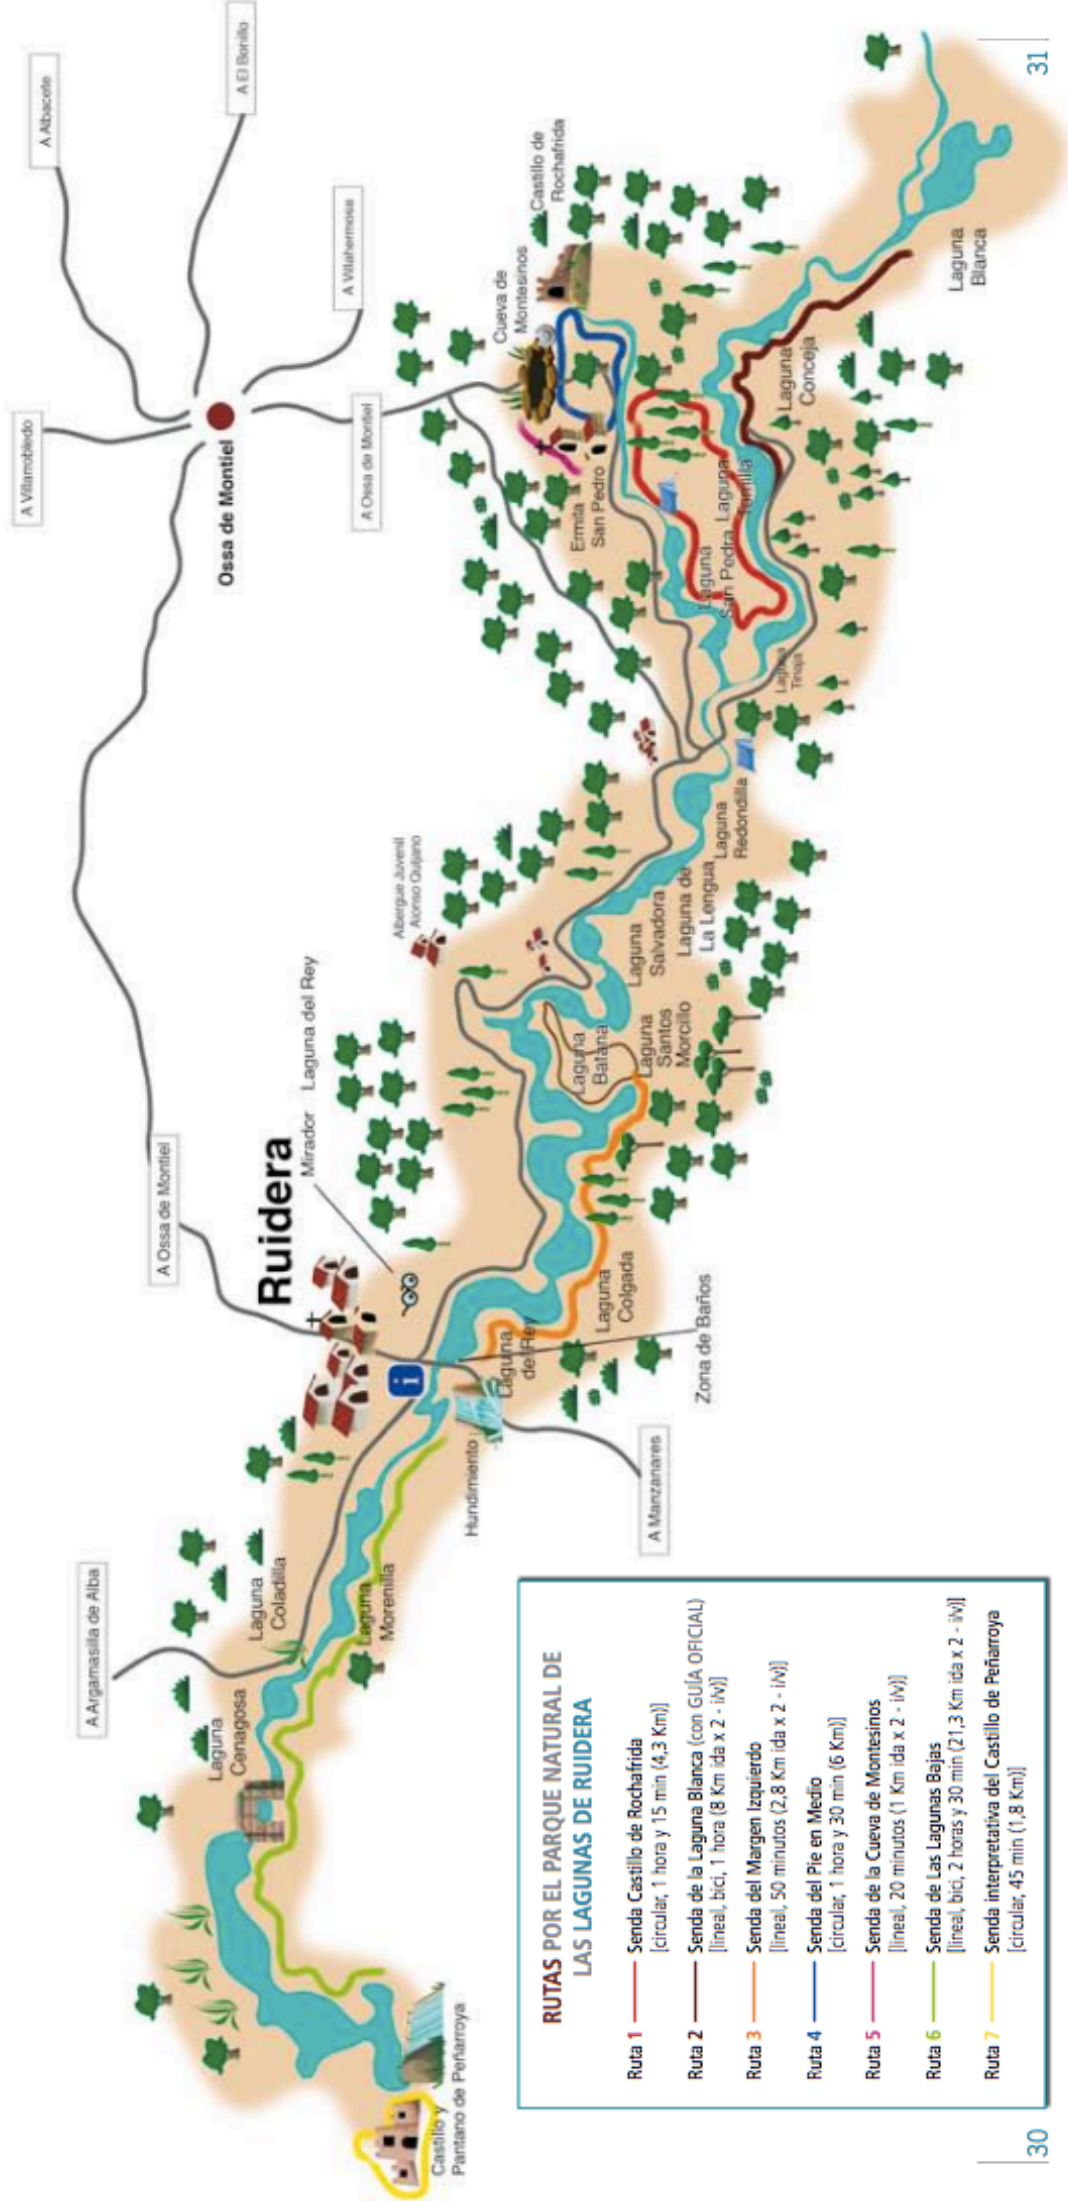 A Argamasilla de Alba
A Ossa de Montiel
A Villarrobledo
A Albacete
A El Bonillo
Ossa de Montiel
A Villahermosa
A Ossa de Montiel
Ruidera
Mirador Laguna del Rey
Albergue Juvenil
Alonso Quijano
Cueva de
Montesinos
Castillo de
Rochafrida
Ermita
San Pedro
Laguna
Cenagosa
Laguna
Coladilla
Laguna
Morenilla
Castillo y
Pantano de Peñarroya
Hundimiento
A Manzanares
Laguna
del Rey
Zona de Baños
Laguna
Colgada
Laguna
Batana
Laguna
Santos
Morcillo
Laguna
Salvadora
Laguna de
La Lengua
Laguna
Redondilla
Laguna
Tinaja
Laguna
San Pedra
Laguna
Tomilla
Laguna
Conceja
Laguna
Blanca
i
RUTAS POR EL PARQUE NATURAL DE
LAS LAGUNAS DE RUIDERA
Ruta 1 Senda Castillo de Rochafrida
[circular, 1 hora y 15 min (4,3 Km)]
Ruta 2 Senda de la Laguna Blanca (con GUÍA OFICIAL)
[lineal, bici, 1 hora (8 Km ida x 2 - i/v)]
Ruta 3 Senda del Margen Izquierdo
[lineal, 50 minutos (2,8 Km ida x 2 - i/v)]
Ruta 4 Senda del Pie en Medio
[circular, 1 hora y 30 min (6 Km)]
Ruta 5 Senda de la Cueva de Montesinos
[lineal, 20 minutos (1 Km ida x 2 - i/v)]
Ruta 6 Senda de Las Lagunas Bajas
[lineal, bici, 2 horas y 30 min (21,3 Km ida x 2 - i/v)]
Ruta 7 Senda interpretativa del Castillo de Peñarroya
[circular, 45 min (1,8 Km)]
30
31